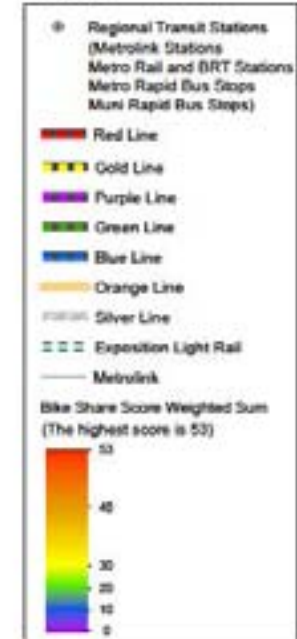 Regional Transit Stations
(Metrolink Stations
Metro Rail and BRT Stations
Metro Rapid Bus Stops
Muni Rapid Bus Stops)
Red Line
Gold Line
Purple Line
Green Line
Blue Line
Orange Line
Silver Line
Exposition Light Rail
Metrolink
Bike Share Score Weighted Sum
(The highest score is 53)
53
40
30
20
10
0